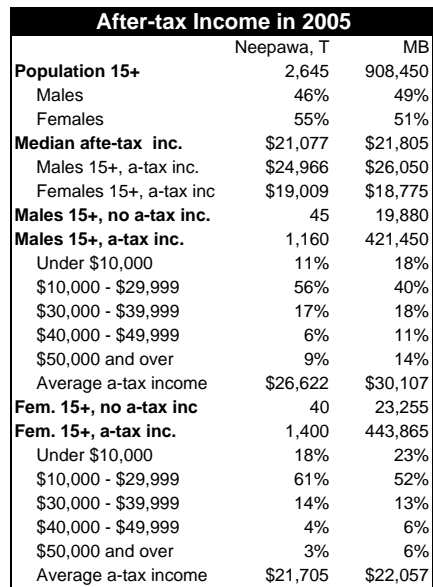 After-tax Income in 2005
Neepawa, T MB
Population 15+ 2,645 908,450
Males 46% 49%
Females 55% 51%
Median afte-tax inc. $21,077 $21,805
Males 15+, a-tax inc. $24,966 $26,050
Females 15+, a-tax inc $19,009 $18,775
Males 15+, no a-tax inc. 45 19,880
Males 15+, a-tax inc. 1,160 421,450
Under $10,000 11% 18%
$10,000 - $29,999 56% 40%
$30,000 - $39,999 17% 18%
$40,000 - $49,999 6% 11%
$50,000 and over 9% 14%
Average a-tax income $26,622 $30,107
Fem. 15+, no a-tax inc 40 23,255
Fem. 15+, a-tax inc. 1,400 443,865
Under $10,000 18% 23%
$10,000 - $29,999 61% 52%
$30,000 - $39,999 14% 13%
$40,000 - $49,999 4% 6%
$50,000 and over 3% 6%
Average a-tax income $21,705 $22,057